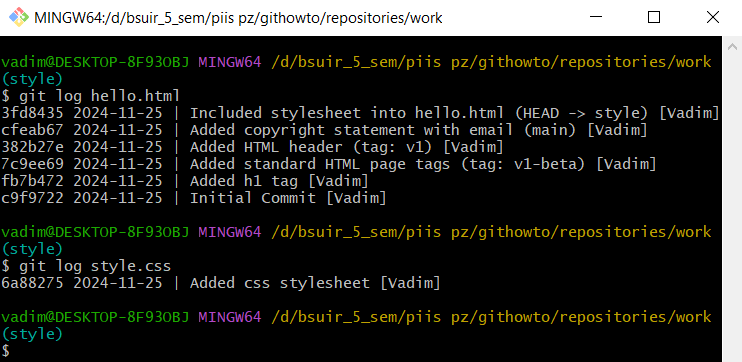 MINGW64:/d/bsuir_5_sem/piis pz/githowto/repositories/work
vadim@DESKTOP-8F93OBJ MINGW64 /d/bsuir_5_sem/piis pz/githowto/repositories/work
(style)
$ git log hello.html
3fd8435 2024-11-25 | Included stylesheet into hello.html (HEAD -> style) [Vadim]
cfeab67 2024-11-25 | Added copyright statement with email (main) [Vadim]
382b27e 2024-11-25 | Added HTML header (tag: v1) [Vadim]
7c9ee69 2024-11-25 | Added standard HTML page tags (tag: v1-beta) [Vadim]
fb7b472 2024-11-25 | Added h1 tag [Vadim]
c9f9722 2024-11-25 | Initial Commit [Vadim]
vadim@DESKTOP-8F93OBJ MINGW64 /d/bsuir_5_sem/piis pz/githowto/repositories/work
(style)
$ git log style.css
6a88275 2024-11-25 | Added css stylesheet [Vadim]
vadim@DESKTOP-8F93OBJ MINGW64 /d/bsuir_5_sem/piis pz/githowto/repositories/work
(style)
$